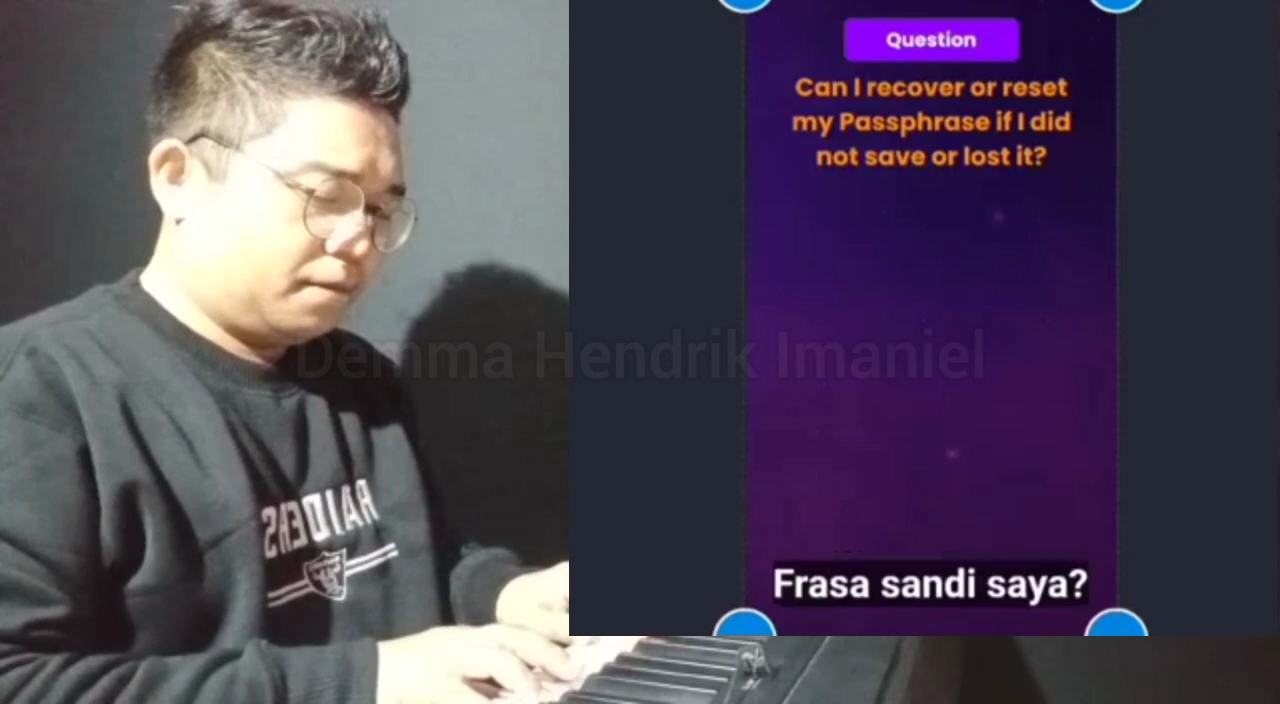 Question
Can I recover or reset
my Passphrase if I did
not save or lost it?
Demma Hendrik Imaniel
RAIDERS
Frasa sandi saya?